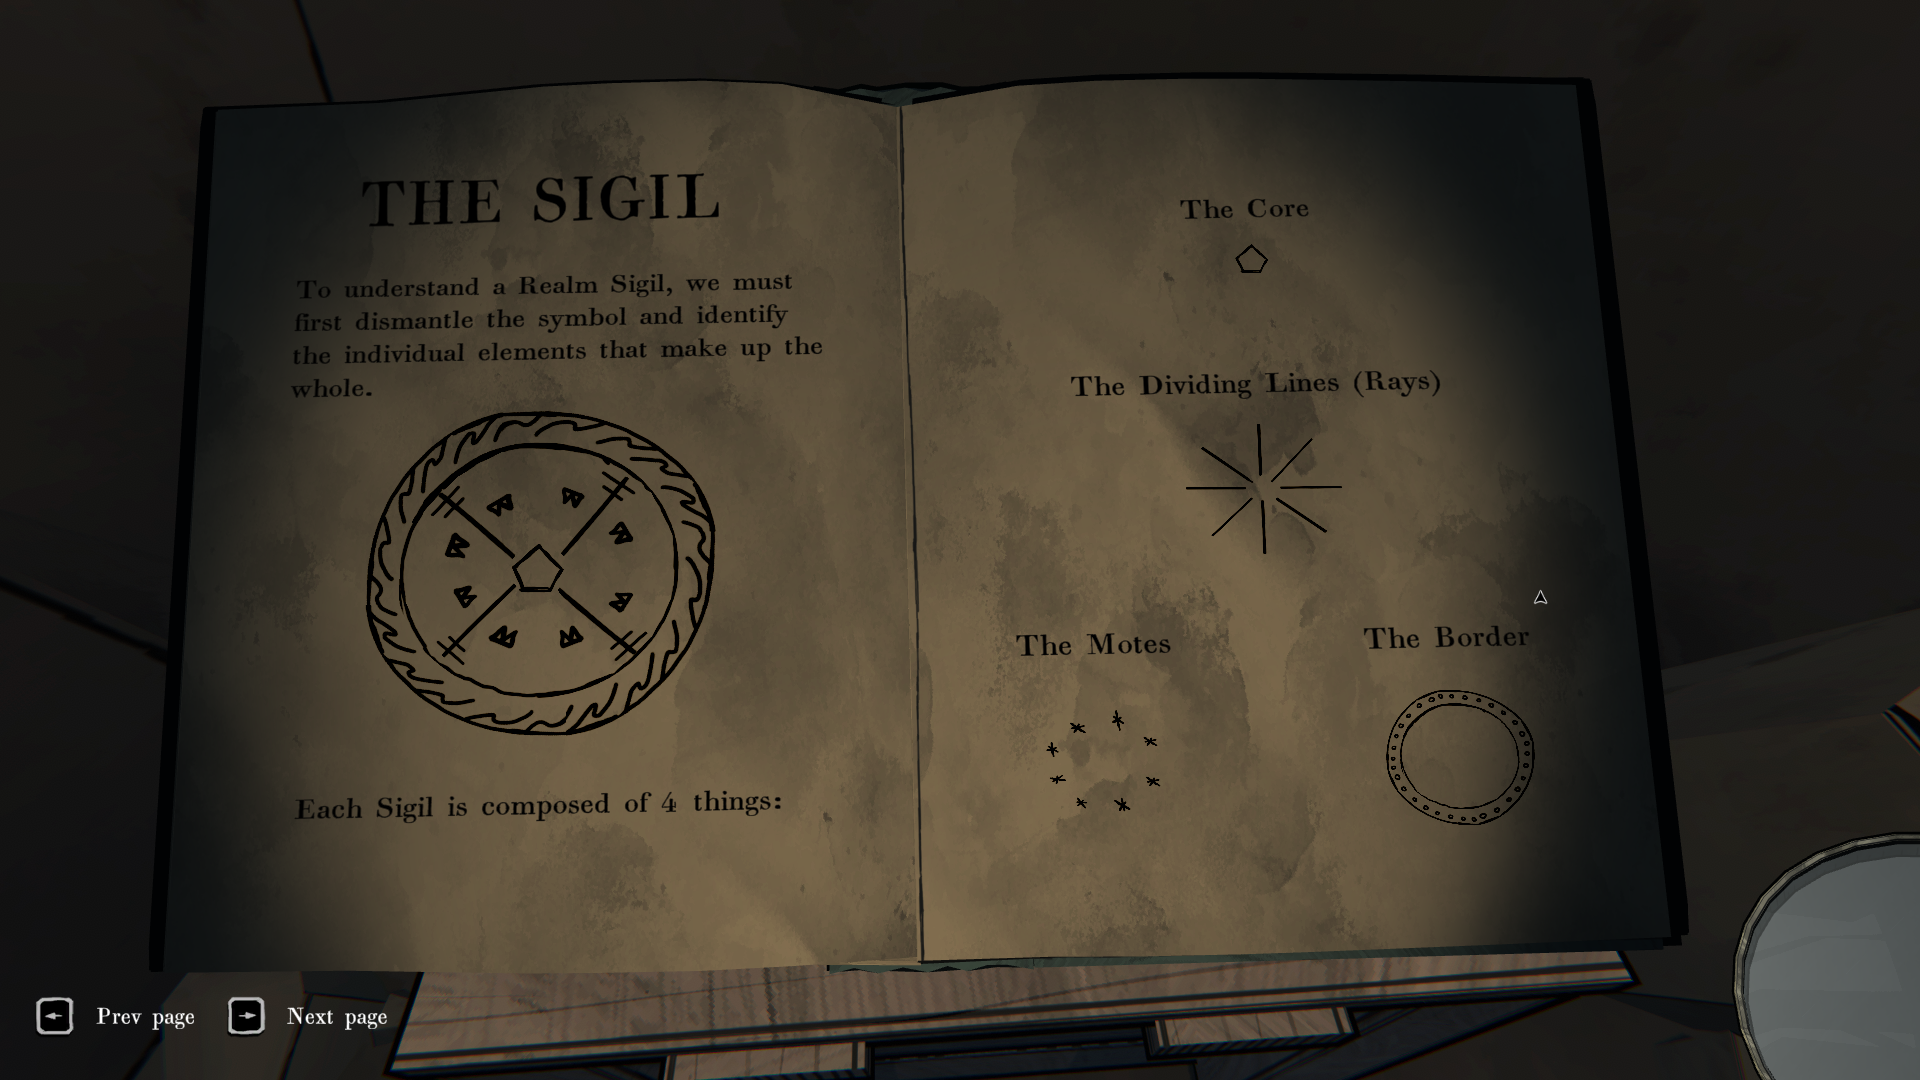 THE SIGIL
To understand a Realm Sigil, we must
first dismantle the symbol and identify
the individual elements that make up the
whole.
Each Sigil is composed of 4 things:
The Core
The Dividing Lines (Rays)
The Motes
The Border
Prev page
Next page